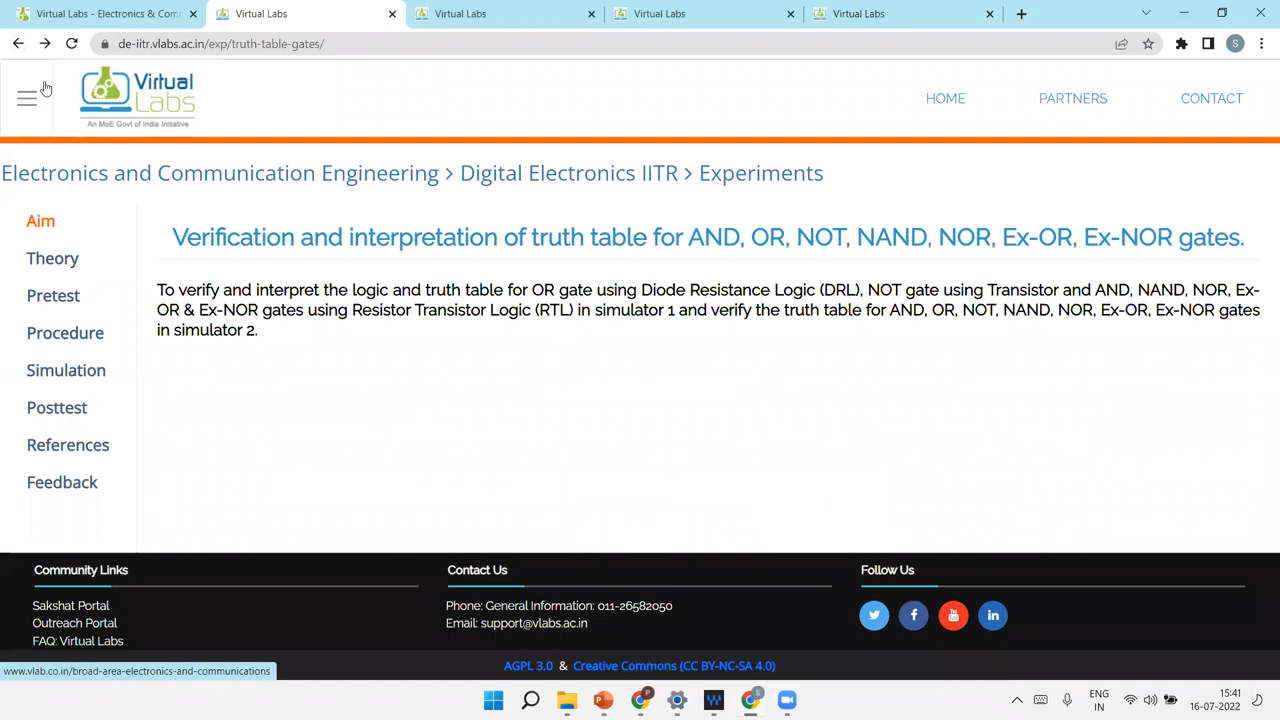 Virtual Labs - Electronics & Comm
Virtual Labs
Virtual Labs
Virtual Labs
Virtual Labs
de-iitr.vlabs.ac.in/exp/truth-table-gates/
S
Virtual Labs
An MoE Govt of India Initiative
HOME
PARTNERS
CONTACT
Electronics and Communication Engineering > Digital Electronics IITR > Experiments
Aim
Theory
Pretest
Procedure
Simulation
Posttest
References
Feedback
Verification and interpretation of truth table for AND, OR, NOT, NAND, NOR, Ex-OR, Ex-NOR gates.
To verify and interpret the logic and truth table for OR gate using Diode Resistance Logic (DRL), NOT gate using Transistor and AND, NAND, NOR, Ex-
OR & Ex-NOR gates using Resistor Transistor Logic (RTL) in simulator 1 and verify the truth table for AND, OR, NOT, NAND, NOR, Ex-OR, Ex-NOR gates
in simulator 2.
Community Links
Sakshat Portal
Outreach Portal
FAQ: Virtual Labs
Contact Us
Phone: General Information: 011-26582050
Email: support@vlabs.ac.in
Follow Us
AGPL 3.0 & Creative Commons (CC BY-NC-SA 4.0)
www.vlab.co.in/broad-area-electronics-and-communications
ENG
IN
15:41
16-07-2022